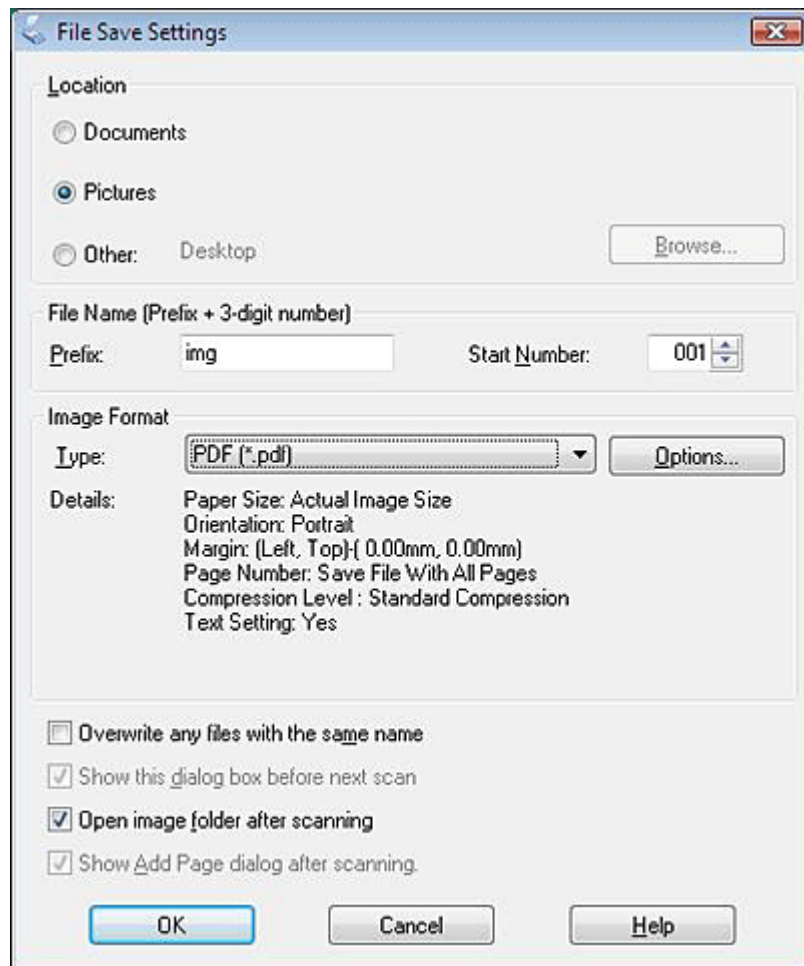 File Save Settings
Location
Documents
Pictures
Other: Desktop Browse...
File Name (Prefix + 3-digit number)
Prefix: img Start Number: 001
Image Format
Type: PDF (*.pdf) Options...
Details: Paper Size: Actual Image Size
Orientation: Portrait
Margin: (Left, Top)-( 0.00mm, 0.00mm)
Page Number: Save File With All Pages
Compression Level : Standard Compression
Text Setting: Yes
Overwrite any files with the same name
Show this dialog box before next scan
Open image folder after scanning
Show Add Page dialog after scanning.
OK Cancel Help